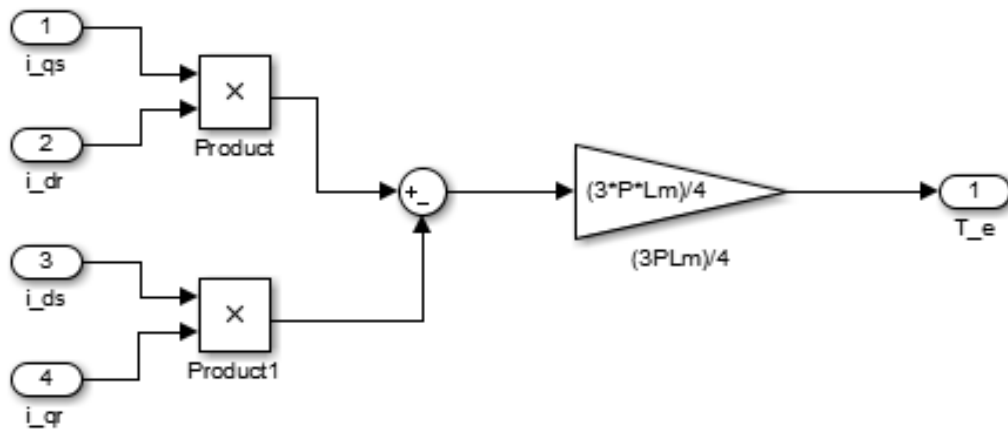 1
i_qs
×
Product
2
i_dr
+
-
(3*P*Lm)/4
(3PLm)/4
1
T_e
3
i_ds
×
Product1
4
i_qr